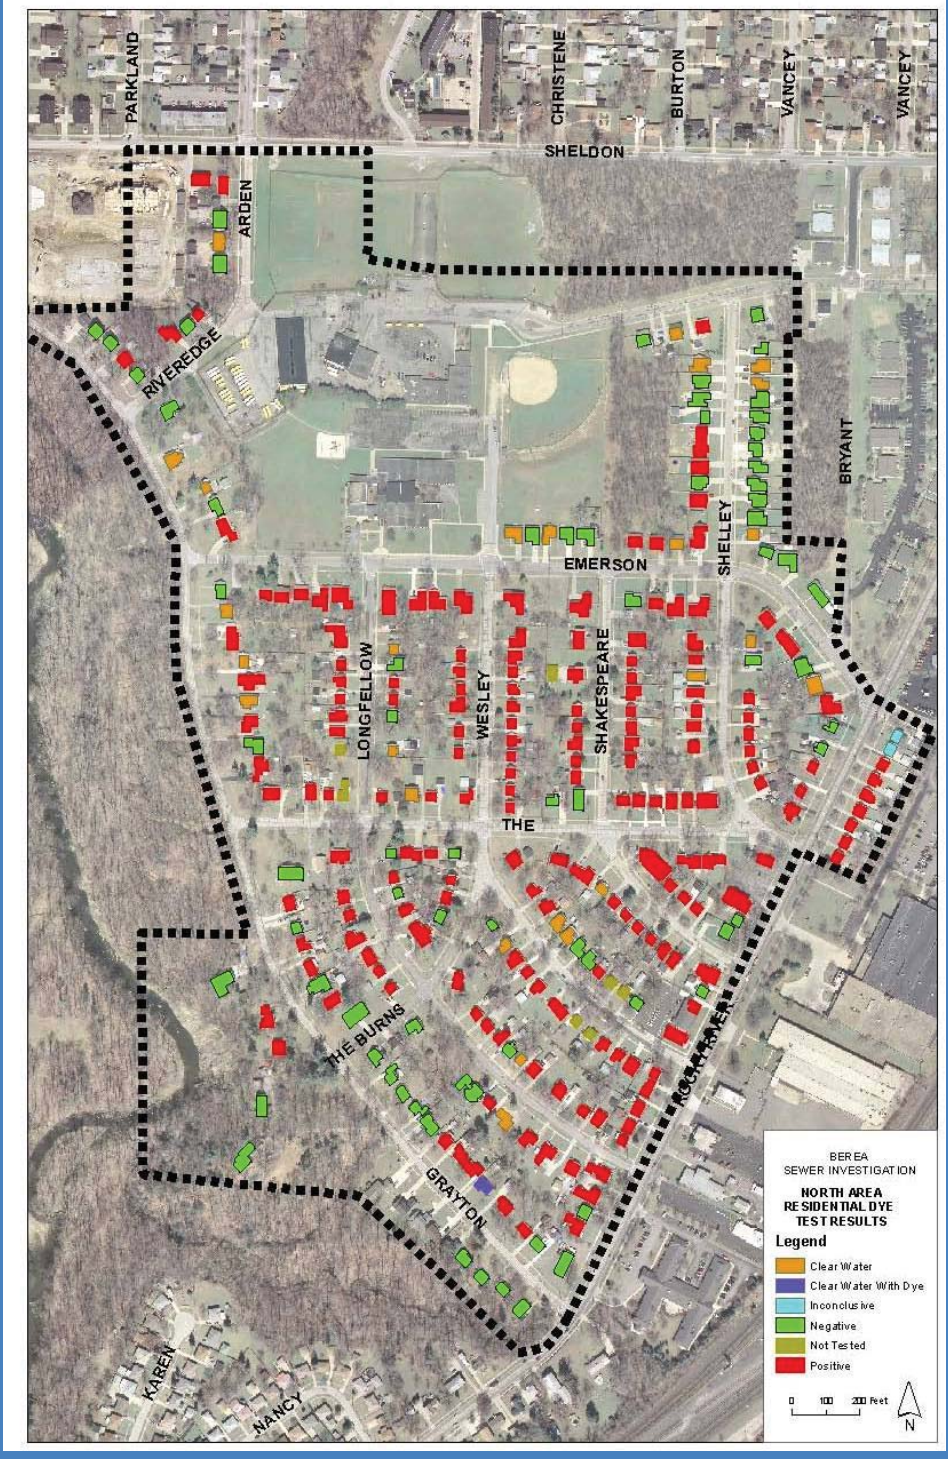 PARKLAND
CHRISTENE
BURTON
VANCEY
VANCEY
SHELDON
ARDEN
RIVEREDGE
BRYANT
SHELLEY
EMERSON
LONGFELLOW
WESLEY
SHAKESPEARE
THE
THE BURNS
ROCKY RIVER
GRAYTON
KAREN
NANCY
BEREA
SEWER INVESTIGATION
NORTH AREA
RESIDENTIAL DYE
TEST RESULTS
Legend
Clear Water
Clear Water With Dye
Inconclusive
Negative
Not Tested
Positive
0 100 200 Feet
N